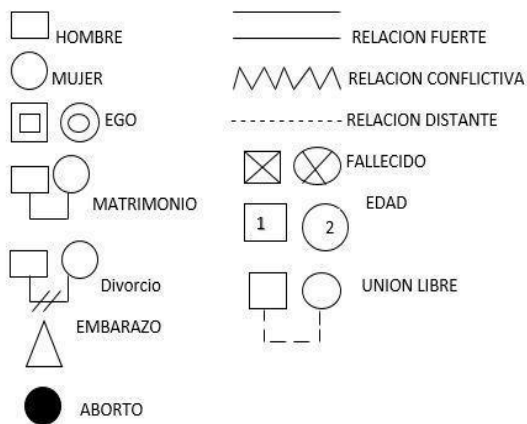 HOMBRE
MUJER
EGO
MATRIMONIO
Divorcio
EMBARAZO
ABORTO
RELACION FUERTE
RELACION CONFLICTIVA
RELACION DISTANTE
FALLECIDO
EDAD
1 2
UNION LIBRE